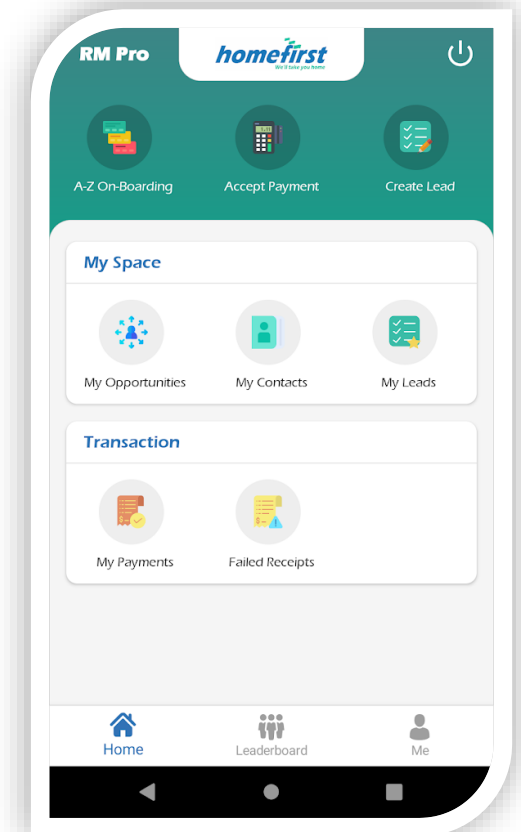 RM Pro
homefirst
We'll take you home
A-Z On-Boarding
Accept Payment
Create Lead
My Space
My Opportunities
My Contacts
My Leads
Transaction
My Payments
Failed Receipts
Home
Leaderboard
Me